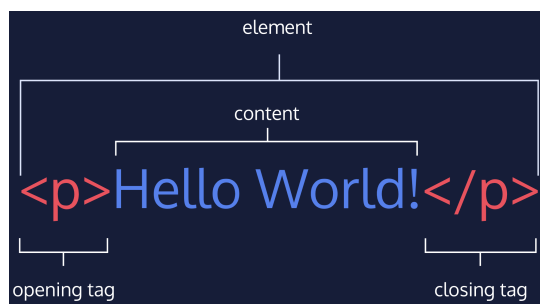 element
content
<p>Hello World!</p>
opening tag
closing tag